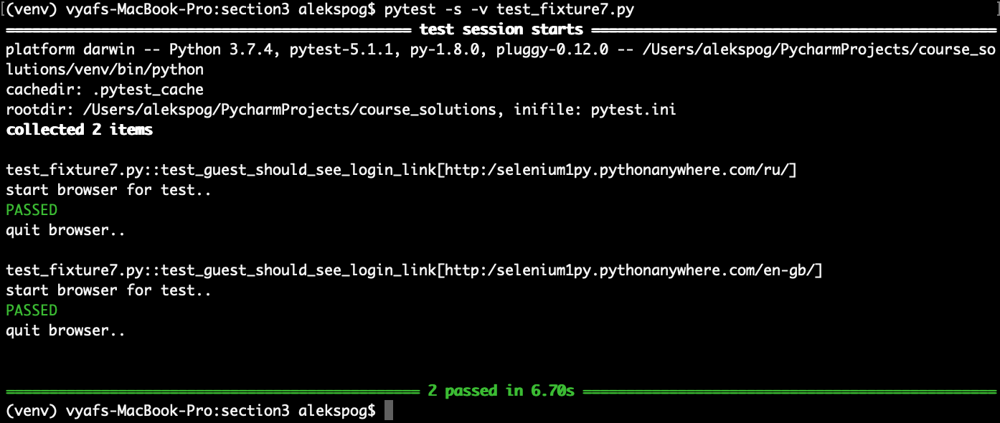 (venv) vyafs-MacBook-Pro:section3 alekspog$ pytest -s -v test_fixture7.py
test session starts
platform darwin -- Python 3.7.4, pytest-5.1.1, py-1.8.0, pluggy-0.12.0 -- /Users/alekspog/PycharmProjects/course_so
lutions/venv/bin/python
cachedir: .pytest_cache
rootdir: /Users/alekspog/PycharmProjects/course_solutions, inifile: pytest.ini
collected 2 items
test_fixture7.py::test_guest_should_see_login_link[http:/selenium1py.pythonanywhere.com/ru/]
start browser for test..
PASSED
quit browser..
test_fixture7.py::test_guest_should_see_login_link[http:/selenium1py.pythonanywhere.com/en-gb/]
start browser for test..
PASSED
quit browser..
2 passed in 6.70s
(venv) vyafs-MacBook-Pro:section3 alekspog$